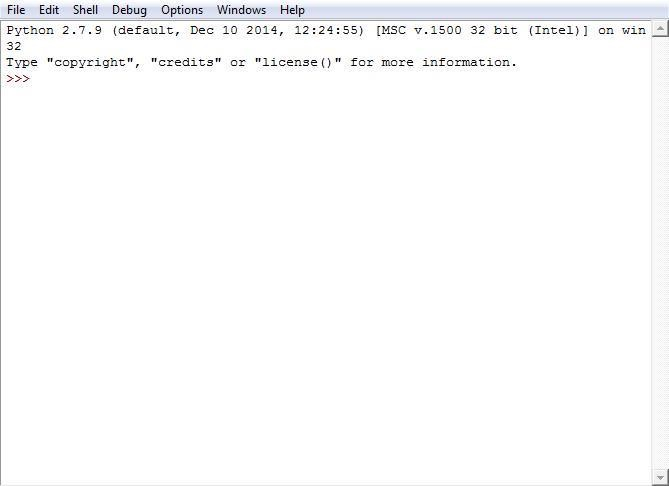 File Edit Shell Debug Options Windows Help
Python 2.7.9 (default, Dec 10 2014, 12:24:55) [MSC v.1500 32 bit (Intel)] on win
32
Type "copyright", "credits" or "license()" for more information.
>>>